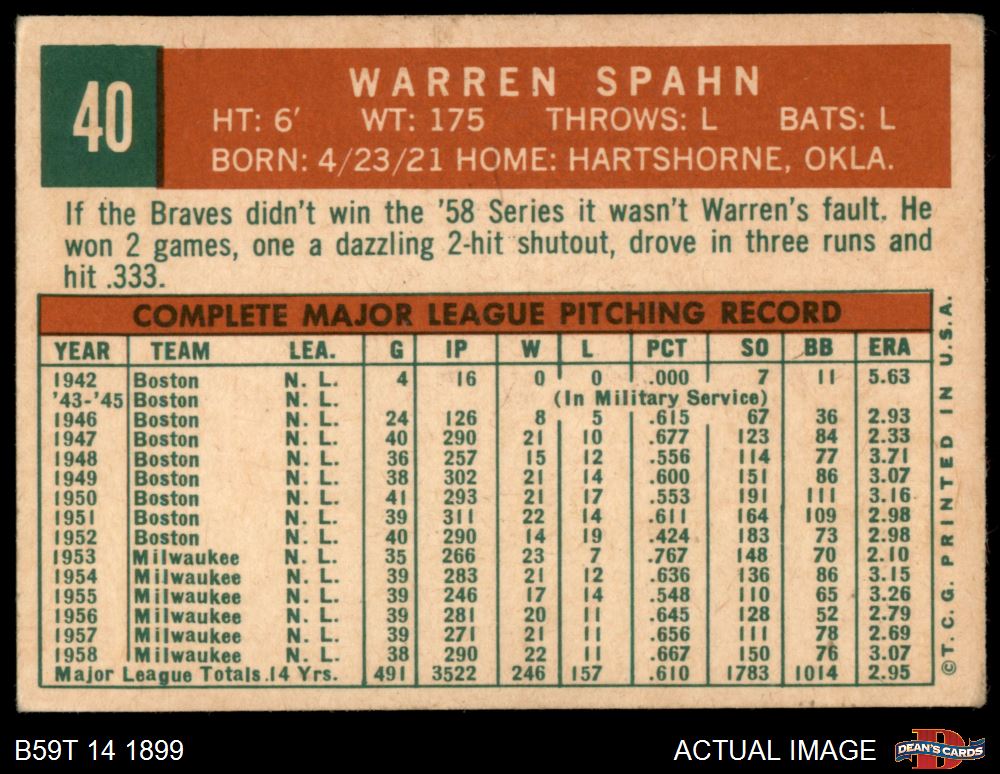 40
WARREN SPAHN
HT: 6' WT: 175 THROWS: L BATS: L
BORN: 4/23/21 HOME: HARTSHORNE, OKLA.
If the Braves didn't win the '58 Series it wasn't Warren's fault. He
won 2 games, one a dazzling 2-hit shutout, drove in three runs and
hit .333.
COMPLETE MAJOR LEAGUE PITCHING RECORD
YEAR TEAM LEA. G IP W L PCT SO BB ERA
1942 Boston N. L. 4 16 0 0 .000 7 11 5.63
'43-'45 Boston N. L. (In Military Service)
1946 Boston N. L. 24 126 8 5 .615 67 36 2.93
1947 Boston N. L. 40 290 21 10 .677 123 84 2.33
1948 Boston N. L. 36 257 15 12 .556 114 77 3.71
1949 Boston N. L. 38 302 21 14 .600 151 86 3.07
1950 Boston N. L. 41 293 21 17 .553 191 111 3.16
1951 Boston N. L. 39 311 22 14 .611 164 109 2.98
1952 Boston N. L. 40 290 14 19 .424 183 73 2.98
1953 Milwaukee N. L. 35 266 23 7 .767 148 70 2.10
1954 Milwaukee N. L. 39 283 21 12 .636 136 86 3.15
1955 Milwaukee N. L. 39 246 17 14 .548 110 65 3.26
1956 Milwaukee N. L. 39 281 20 11 .645 128 52 2.79
1957 Milwaukee N. L. 39 271 21 11 .656 111 78 2.69
1958 Milwaukee N. L. 38 290 22 11 .667 150 76 3.07
Major League Totals.14 Yrs. 491 3522 246 157 .610 1783 1014 2.95
©T. C. G. PRINTED IN U.S.A.
B59T 14 1899
ACTUAL IMAGE
D
DEAN'S CARDS